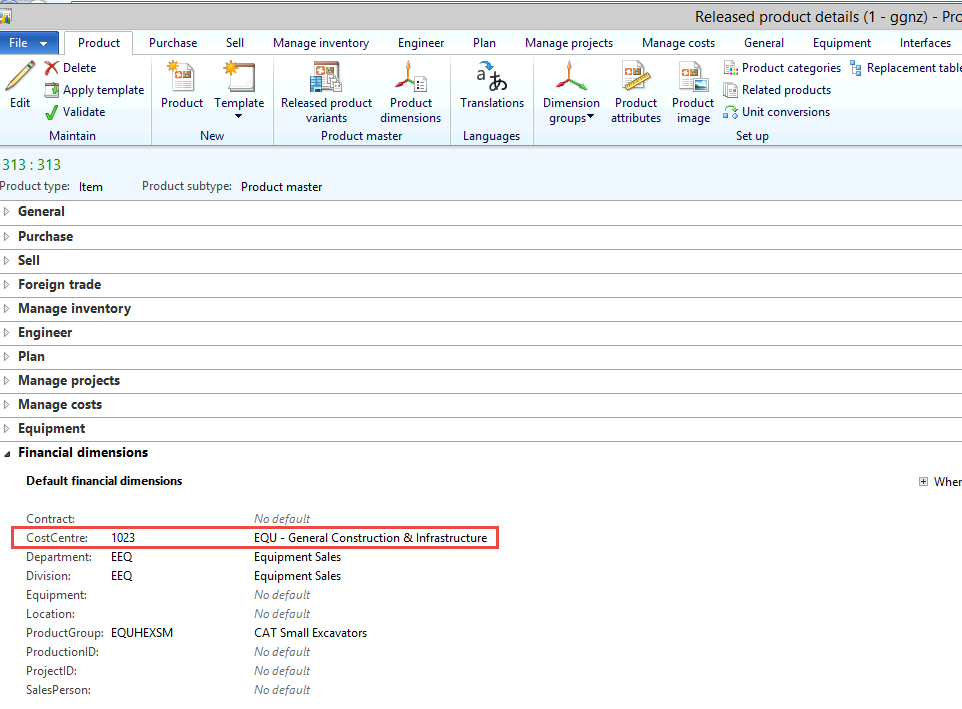 Released product details (1 - ggnz) - Pro
File Product Purchase Sell Manage inventory Engineer Plan Manage projects Manage costs General Equipment Interfaces
Edit
Delete
Apply template
Validate
Maintain
Product
Template
New
Released product variants
Product dimensions
Product master
aあ
Translations
Languages
Dimension groups
Product attributes
Product image
Product categories
Related products
Unit conversions
Replacement table
Set up
313 : 313
Product type: Item Product subtype: Product master
General
Purchase
Sell
Foreign trade
Manage inventory
Engineer
Plan
Manage projects
Manage costs
Equipment
Financial dimensions
Default financial dimensions
Wher
Contract: No default
CostCentre: 1023 EQU - General Construction & Infrastructure
Department: EEQ Equipment Sales
Division: EEQ Equipment Sales
Equipment: No default
Location: No default
ProductGroup: EQUHEXSM CAT Small Excavators
ProductionID: No default
ProjectID: No default
SalesPerson: No default